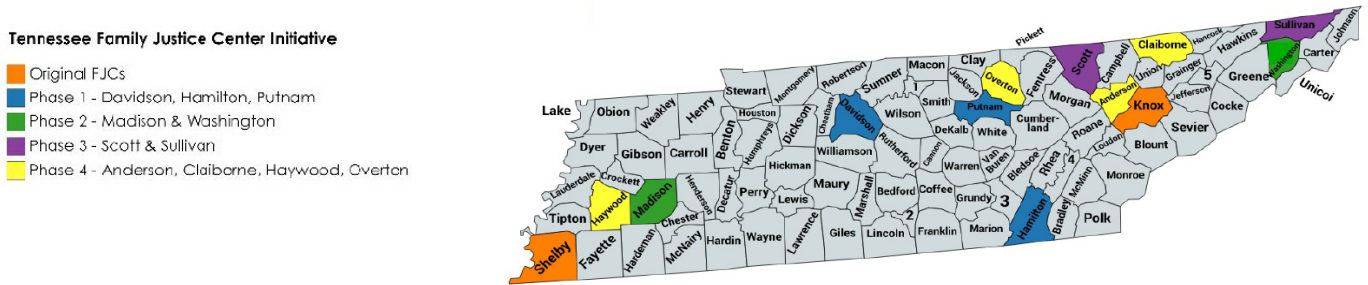 Tennessee Family Justice Center Initiative
Original FJCs
Phase 1 - Davidson, Hamilton, Putnam
Phase 2 - Madison & Washington
Phase 3 - Scott & Sullivan
Phase 4 - Anderson, Claiborne, Haywood, Overton
Lake
Obion
Weakley
Henry
Stewart
Montgomery
Robertson
Sumner
Macon
Clay
Pickett
Scott
Campbell
Claiborne
Hancock
Hawkins
Sullivan
Johnson
Carter
Washington
Unicoi
Greene
5
Grainger
Union
Jefferson
Cocke
Sevier
Knox
Anderson
Morgan
Fentress
Overton
Jackson
1
Smith
Putnam
Wilson
Davidson
Cheatham
Dickson
Houston
Humphreys
Benton
Carroll
Gibson
Dyer
Lauderdale
Crockett
Haywood
Madison
Henderson
Decatur
Perry
Hickman
Williamson
Rutherford
Cannon
DeKalb
White
Cumber-
land
Roane
Loudon
Blount
Monroe
McMinn
4
Rhea
Bledsoe
Van
Buren
Warren
Coffee
Bedford
Marshall
Maury
Lewis
Tipton
Chester
Shelby
Fayette
Hardeman
McNairy
Hardin
Wayne
Lawrence
Giles
Lincoln
2
Franklin
Grundy
3
Marion
Hamilton
Bradley
Polk